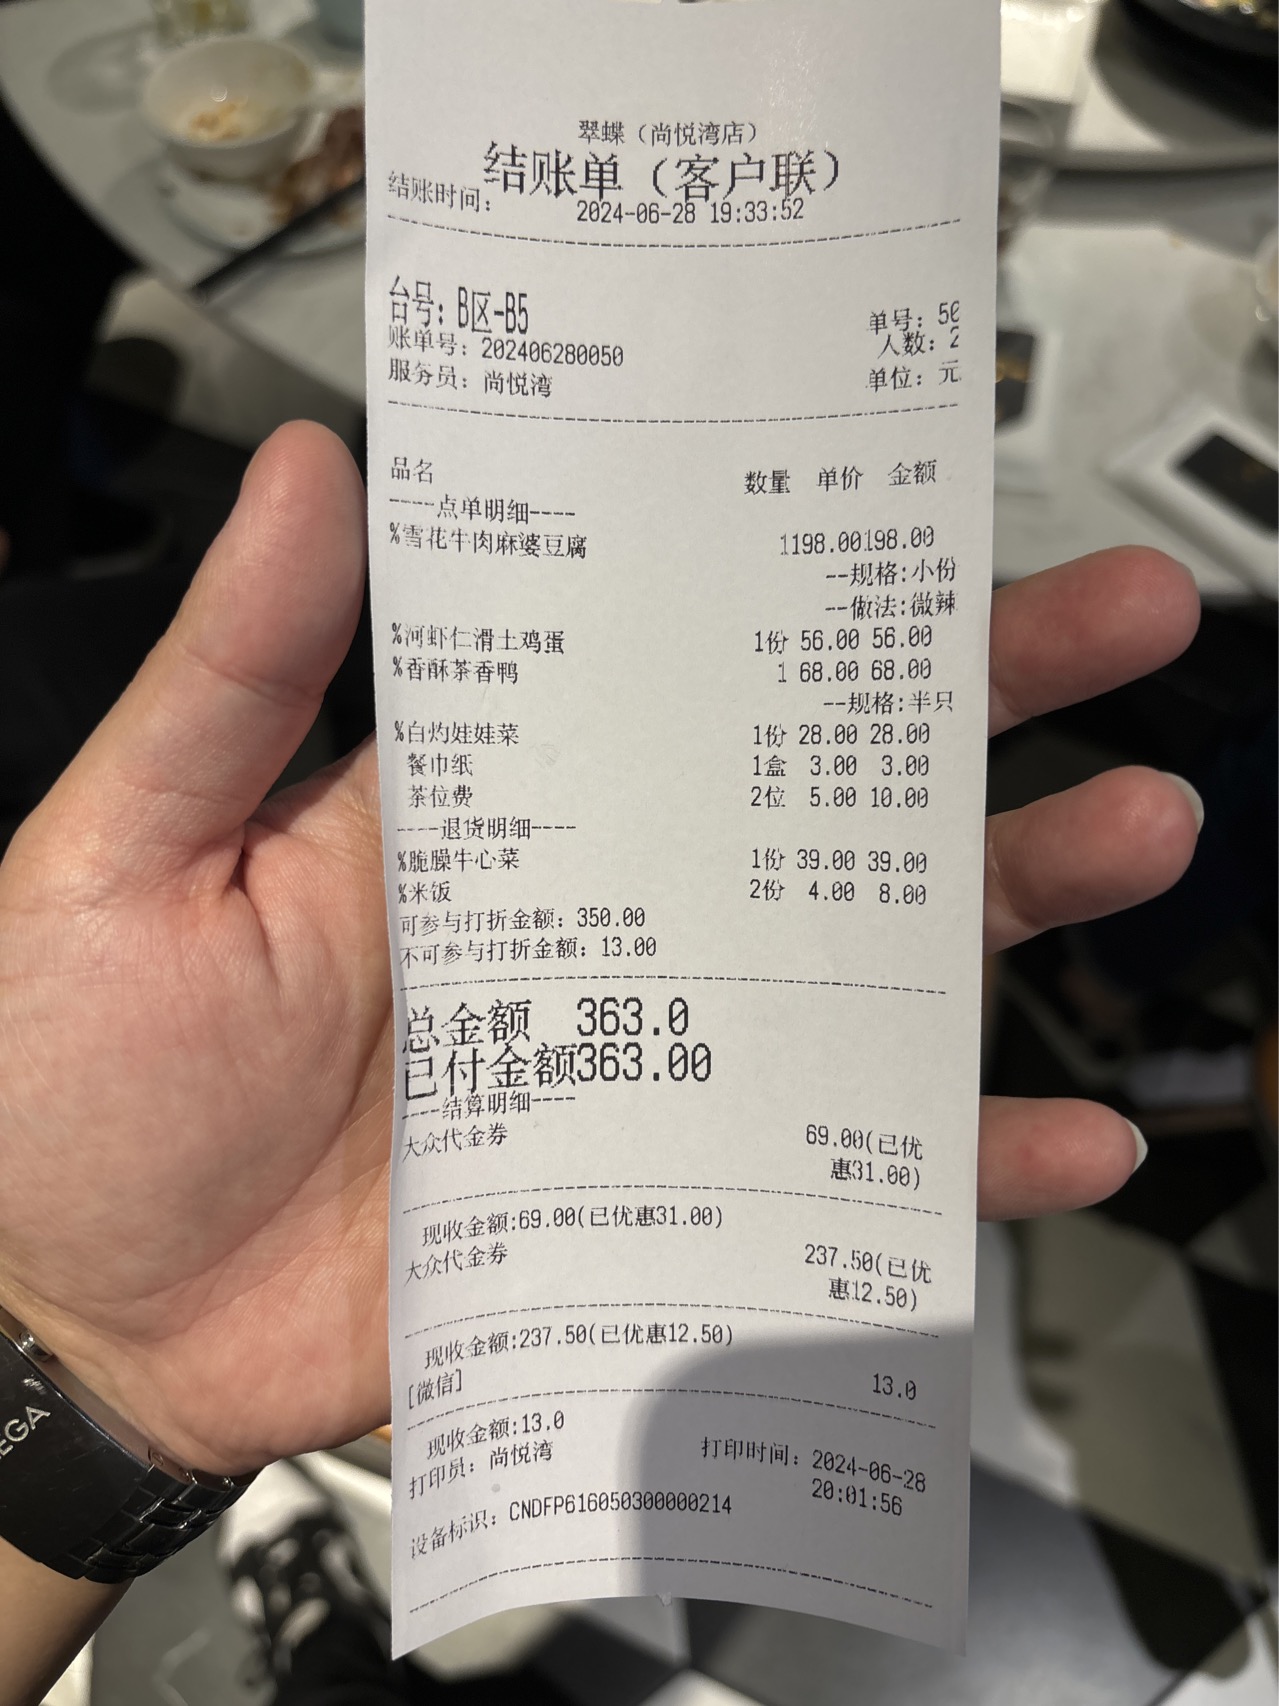 翠蝶（尚悦湾店）
结账单（客户联）
结账时间： 2024-06-28 19:33:52
台号：B区-B5
单号：50
账单号：202406280050
人数：2
服务员：尚悦湾
单位：元
品名 数量 单价 金额
----点单明细----
%雪花牛肉麻婆豆腐 1198.00198.00
--规格:小份
--做法:微辣
%河虾仁滑土鸡蛋 1份 56.00 56.00
%香酥茶香鸭 1 68.00 68.00
--规格:半只
%白灼娃娃菜 1份 28.00 28.00
餐巾纸 1盒 3.00 3.00
茶位费 2位 5.00 10.00
----退货明细----
%脆臊牛心菜 1份 39.00 39.00
%米饭 2份 4.00 8.00
可参与打折金额：350.00
不可参与打折金额：13.00
总金额 363.0
已付金额363.00
----结算明细----
大众代金券 69.00(已优
惠31.00)
现收金额:69.00(已优惠31.00)
大众代金券 237.50(已优
惠12.50)
现收金额:237.50(已优惠12.50)
[微信] 13.0
现收金额:13.0
打印员：尚悦湾 打印时间：2024-06-28
20:01:56
设备标识：CNDFP616050300000214
EGA